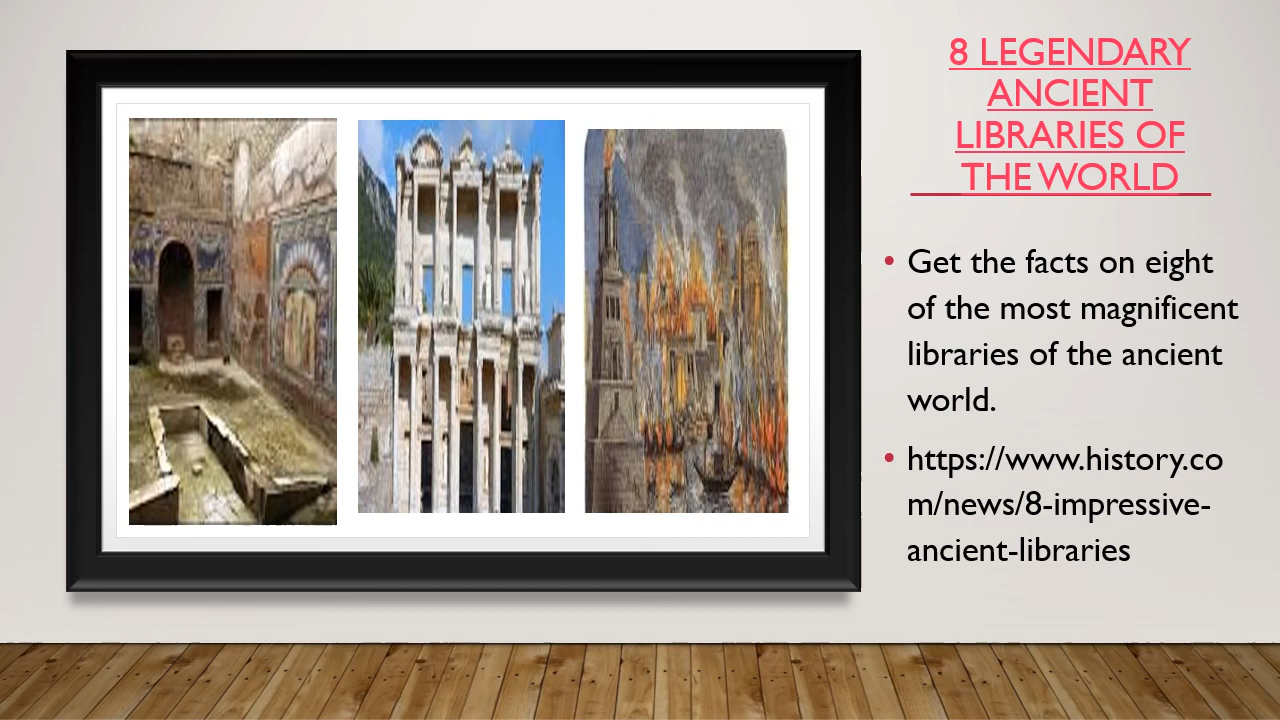 8 LEGENDARY
ANCIENT
LIBRARIES OF
THE WORLD
• Get the facts on eight
of the most magnificent
libraries of the ancient
world.
• https://www.history.co
m/news/8-impressive-
ancient-libraries